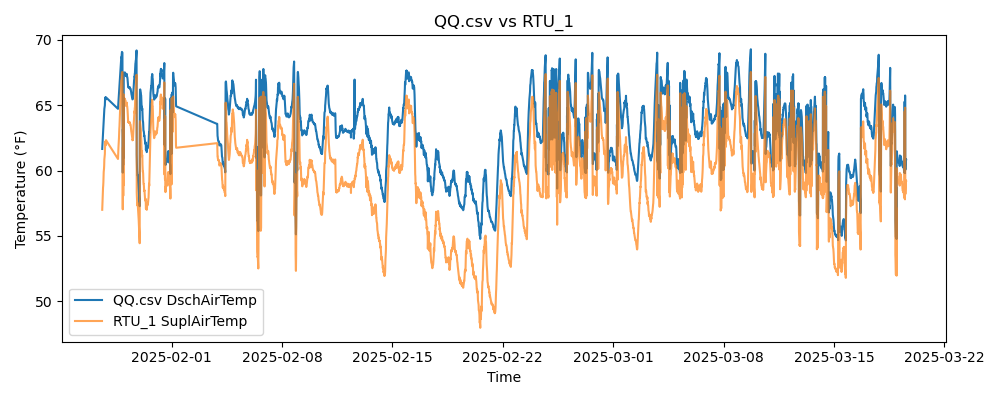 QQ.csv vs RTU_1
70
65
60
55
50
Temperature (°F)
QQ.csv DschAirTemp
RTU_1 SuplAirTemp
2025-02-01 2025-02-08 2025-02-15 2025-02-22 2025-03-01 2025-03-08 2025-03-15 2025-03-22
Time